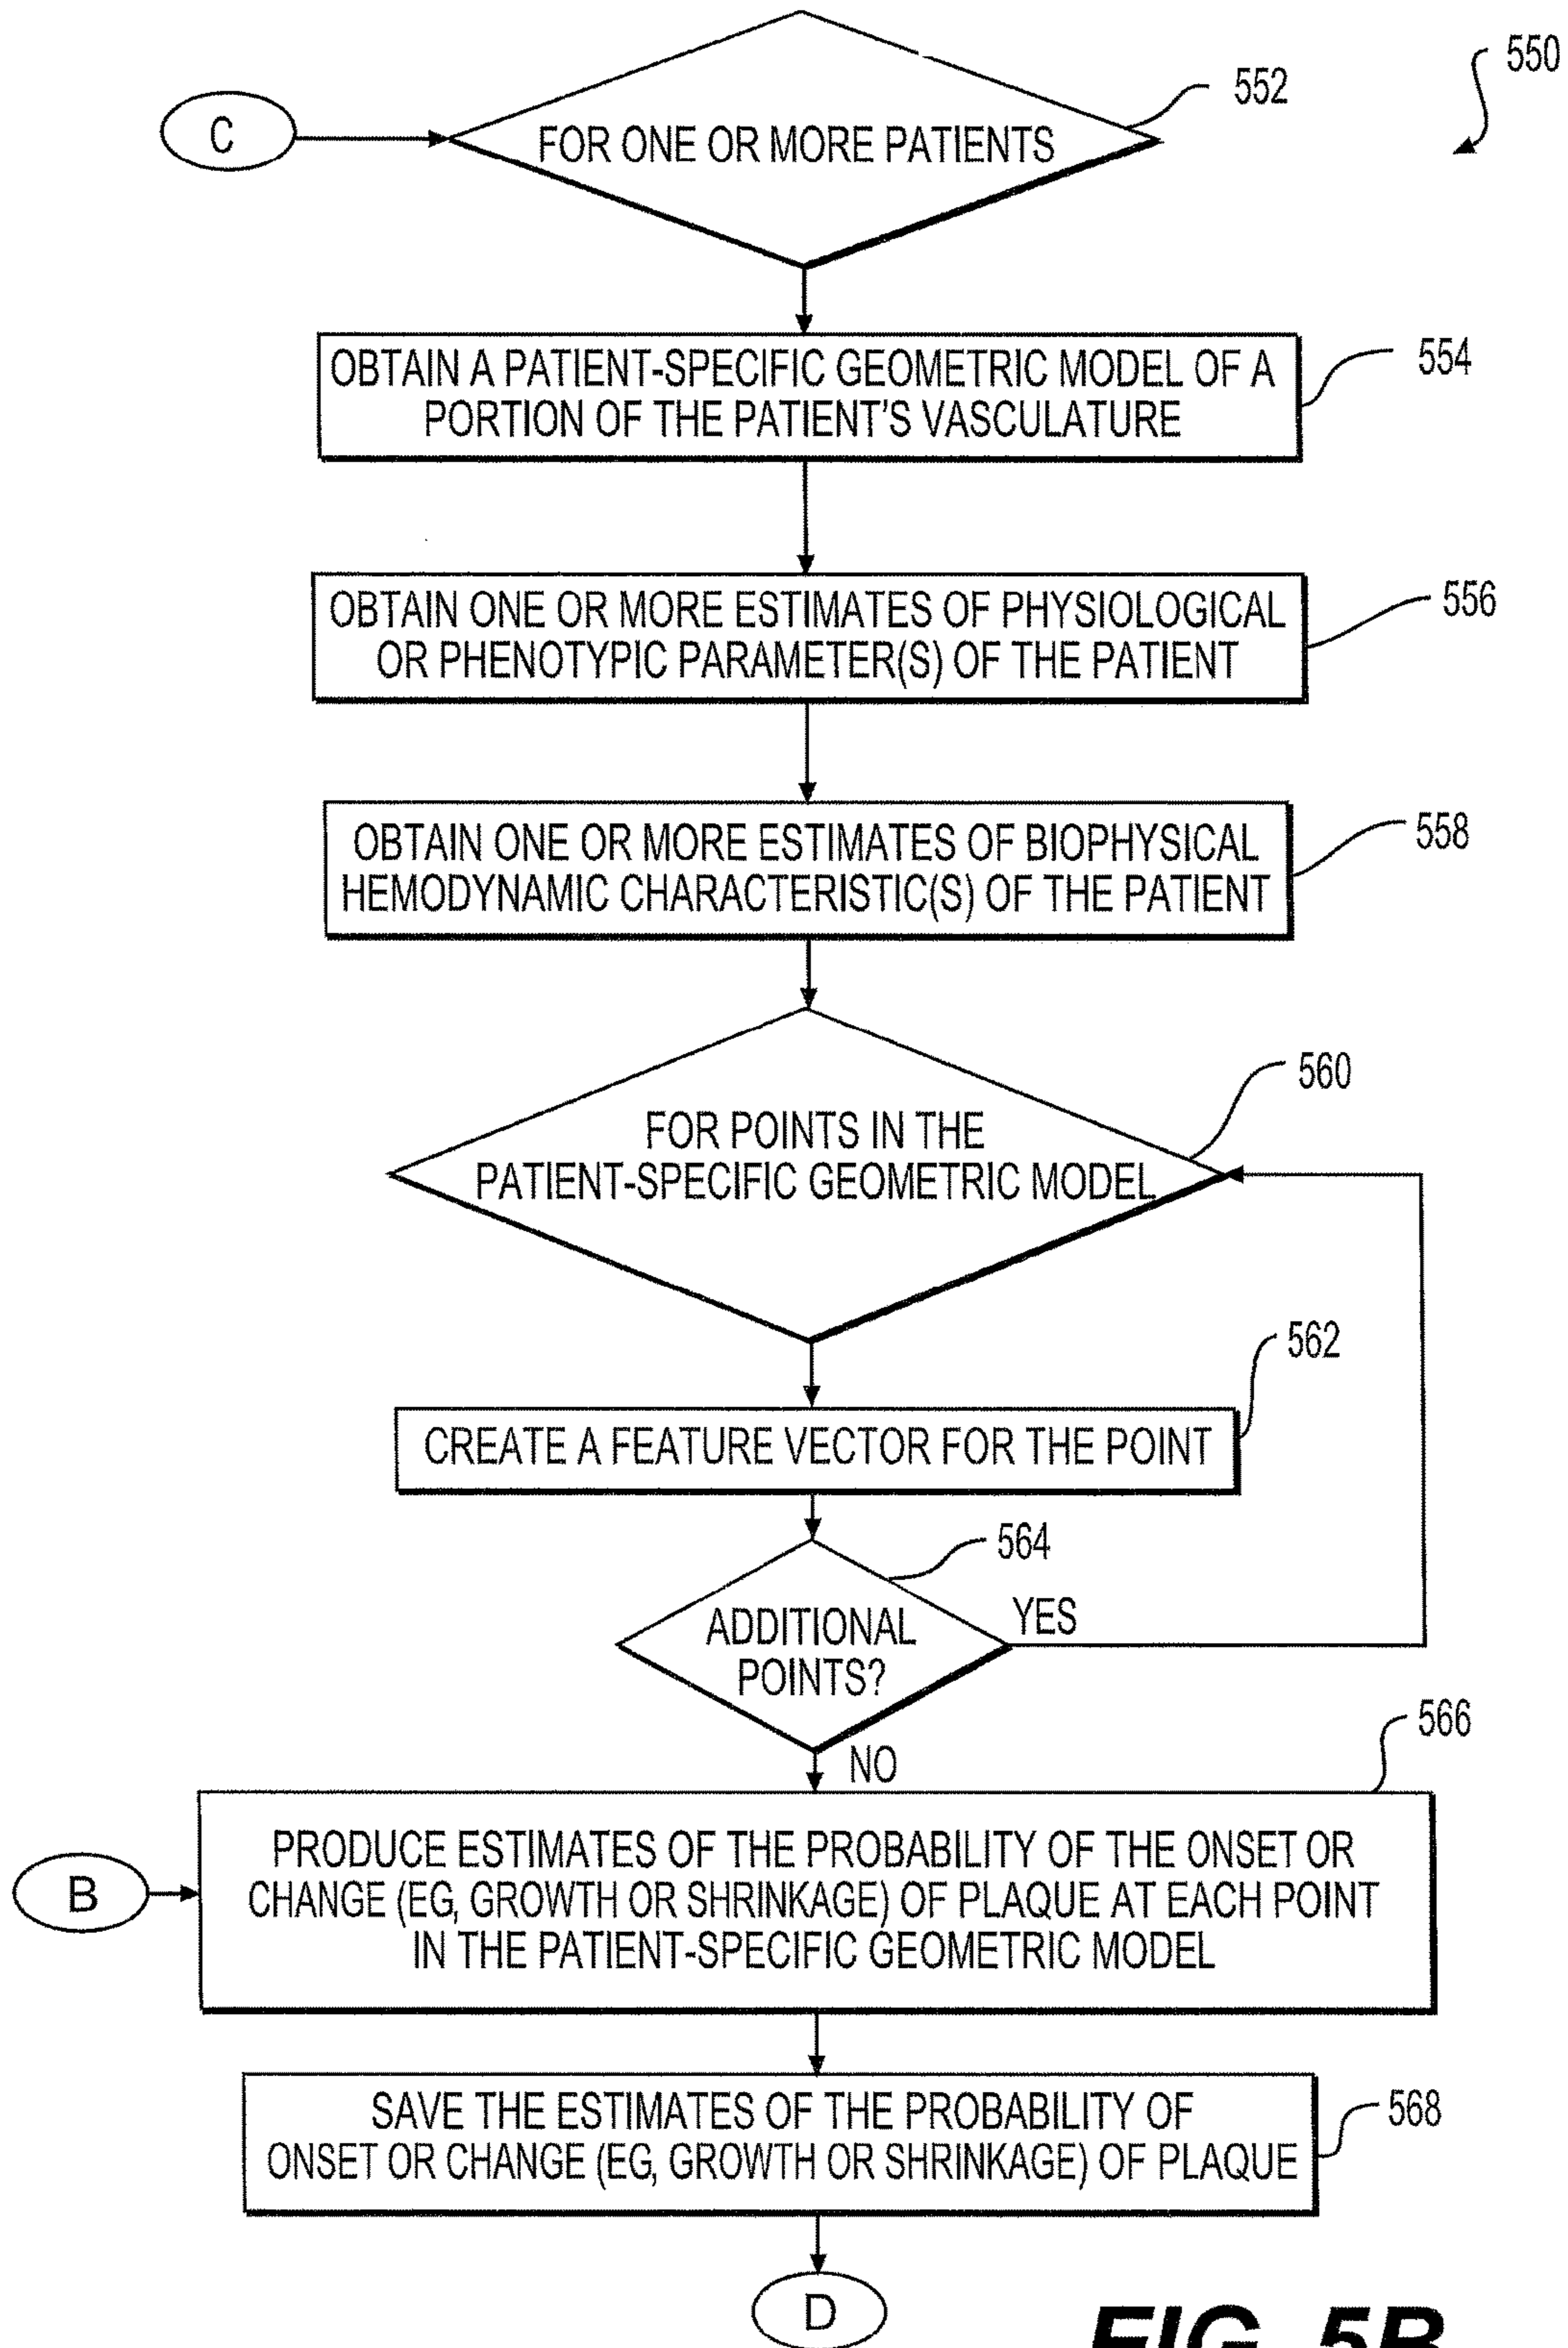 550
552
C
FOR ONE OR MORE PATIENTS
554
OBTAIN A PATIENT-SPECIFIC GEOMETRIC MODEL OF A
PORTION OF THE PATIENT'S VASCULATURE
556
OBTAIN ONE OR MORE ESTIMATES OF PHYSIOLOGICAL
OR PHENOTYPIC PARAMETER(S) OF THE PATIENT
558
OBTAIN ONE OR MORE ESTIMATES OF BIOPHYSICAL
HEMODYNAMIC CHARACTERISTIC(S) OF THE PATIENT
560
FOR POINTS IN THE
PATIENT-SPECIFIC GEOMETRIC MODEL
562
CREATE A FEATURE VECTOR FOR THE POINT
564
ADDITIONAL
POINTS?
YES
NO
566
B
PRODUCE ESTIMATES OF THE PROBABILITY OF THE ONSET OR
CHANGE (EG, GROWTH OR SHRINKAGE) OF PLAQUE AT EACH POINT
IN THE PATIENT-SPECIFIC GEOMETRIC MODEL
568
SAVE THE ESTIMATES OF THE PROBABILITY OF
ONSET OR CHANGE (EG, GROWTH OR SHRINKAGE) OF PLAQUE
D
FIG. 5B